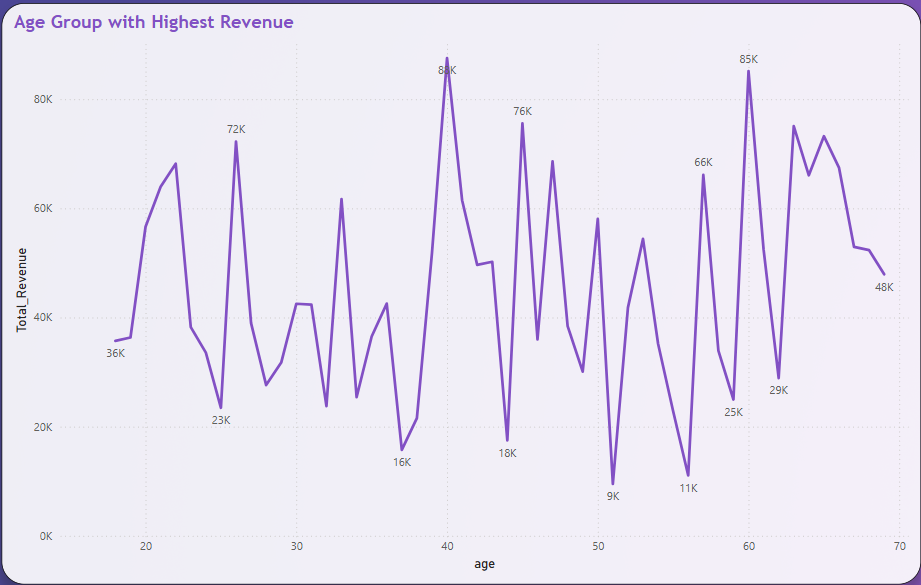 Age Group with Highest Revenue
Total_Revenue
80K
60K
40K
20K
0K
36K
23K
72K
16K
18K
76K
9K
11K
66K
25K
85K
29K
48K
20
30
40
50
60
70
age